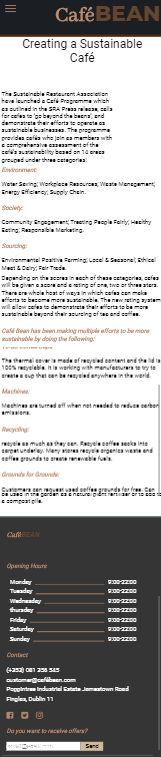 CaféBEAN
Creating a Sustainable
Café
The Sustainable Restaurant Association
have launched a Café Programme which
as outlined in the SRA Press release, calls
for cafes to 'go beyond the beans', and
demonstrate their efforts to operate as
sustainable businesses. The programme
provides cafés who join as members with
a comprehensive assessment of the
café's sustainability based on 14 areas
grouped under three categories:
Environment:
Water Saving; Workplace Resources; Waste Management;
Energy Efficiency; Supply Chain.
Society:
Community Engagement; Treating People Fairly; Healthy
Eating; Responsible Marketing.
Sourcing:
Environmental Positive Farming; Local & Seasonal; Ethical
Meat & Dairy; Fair Trade.
Depending on the scores in each of these categories, cafes
will be given a score and a rating of one, two or three stars.
There are whole host of ways in which cafes can make
efforts to become more sustainable. The new rating system
will allow cafes to demonstrate their efforts to be more
sustainable beyond their sourcing of tea and coffee.
Café Bean has been making multiple efforts to be more
sustainable by doing the following:
The thermal cover is made of recycled content and the lid is
100% recyclable. It is working with manufacturers to try to
create a cup that can be recycled anywhere in the world.
Machines:
Machines are turned off when not needed to reduce carbon
emissions.
Recycling:
recycle as much as they can. Recycle coffee sacks into
carpet underlay. Many stores recycle organics waste and
coffee grounds to create renewable fuels.
Grounds for Grounds:
Customers can request used coffee grounds for free. Can
be used in the garden as a natural plant fertiliser or to add to
a compost pile.
CaféBEAN
Opening Hours
Monday 9:00-22:00
Tuesday 9:00-22:00
Wednesday 9:00-22:00
thursday 9:00-22:00
Friday 9:00-22:00
Saturday 9:00-22:00
Sunday 9:00-22:00
Contact
(+353) 081 356 545
customer@cafébean.com
Poppintree Industrial Estate Jamestown Road
Finglas, Dublin 11
Do you want to receive offers?
Send